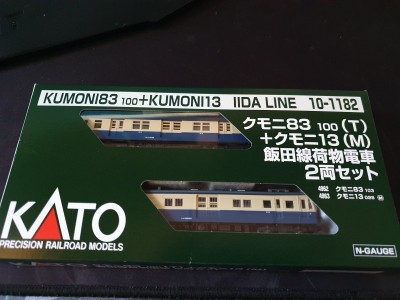 KUMONI83 100+KUMONI13 IIDA LINE 10-1182
クモニ83 100 (T)
+クモニ13 (M)
飯田線荷物電車
2両セット
4862 クモニ83 103
4863 クモニ13 025 Ⓜ
KATO
PRECISION RAILROAD MODELS
N-GAUGE